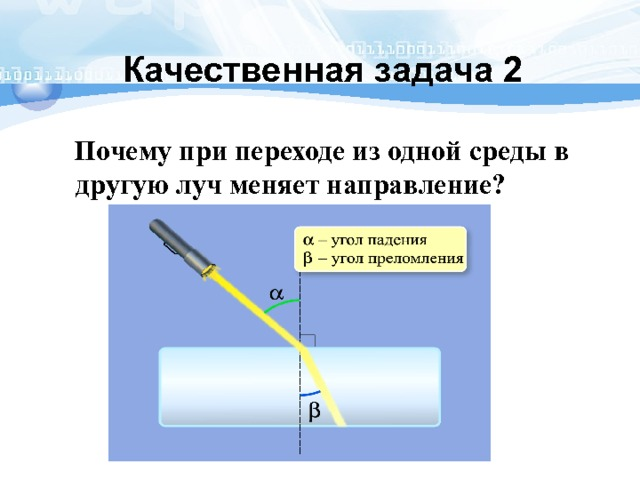 Качественная задача 2
Почему при переходе из одной среды в
другую луч меняет направление?
α – угол падения
β – угол преломления
α
β